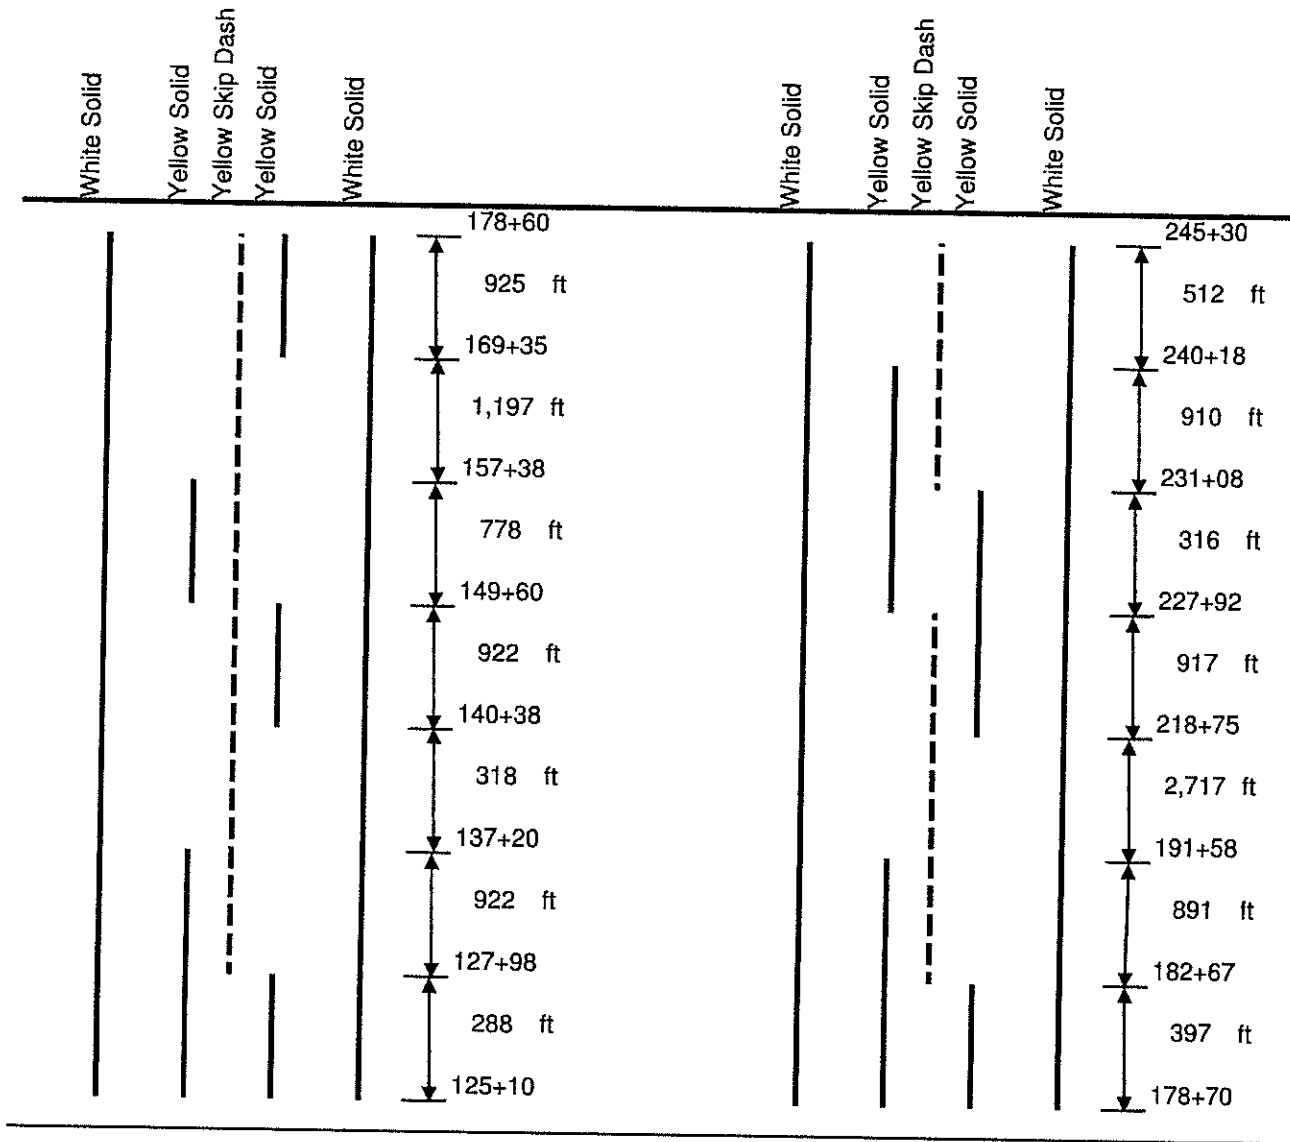 White Solid
Yellow Solid
Yellow Skip Dash
Yellow Solid
White Solid
178+60
925 ft
169+35
1,197 ft
157+38
778 ft
149+60
922 ft
140+38
318 ft
137+20
922 ft
127+98
288 ft
125+10
White Solid
Yellow Solid
Yellow Skip Dash
Yellow Solid
White Solid
245+30
512 ft
240+18
910 ft
231+08
316 ft
227+92
917 ft
218+75
2,717 ft
191+58
891 ft
182+67
397 ft
178+70